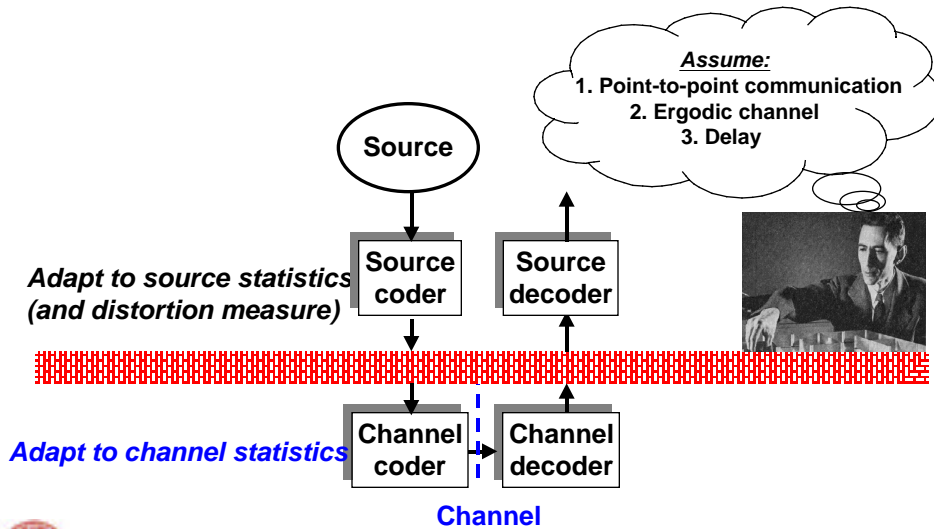 Assume:
1. Point-to-point communication
2. Ergodic channel
3. Delay
Source
Adapt to source statistics
(and distortion measure)
Source
coder
Source
decoder
Adapt to channel statistics
Channel
coder
Channel
decoder
Channel